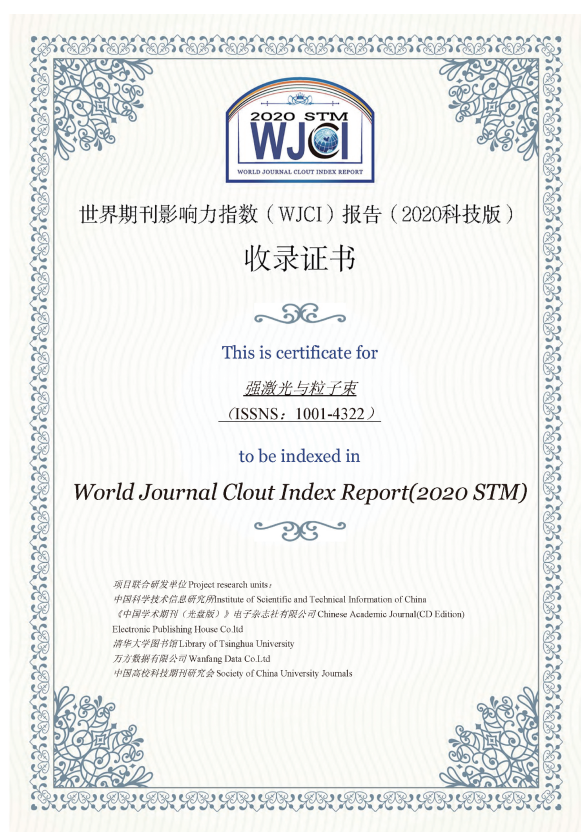 2020 STM
WJCI
WORLD JOURNAL CLOUT INDEX REPORT
世界期刊影响力指数（WJCI）报告（2020科技版）
收录证书
This is certificate for
强激光与粒子束
（ISSNS：1001-4322）
to be indexed in
World Journal Clout Index Report(2020 STM)
项目联合研发单位 Project research units：
中国科学技术信息研究所Institute of Scientific and Technical Information of China
《中国学术期刊（光盘版）》电子杂志社有限公司 Chinese Academic Journal(CD Edition)
Electronic Publishing House Co.ltd
清华大学图书馆 Library of Tsinghua University
万方数据有限公司 Wanfang Data Co.Ltd
中国高校科技期刊研究会 Society of China University Journals